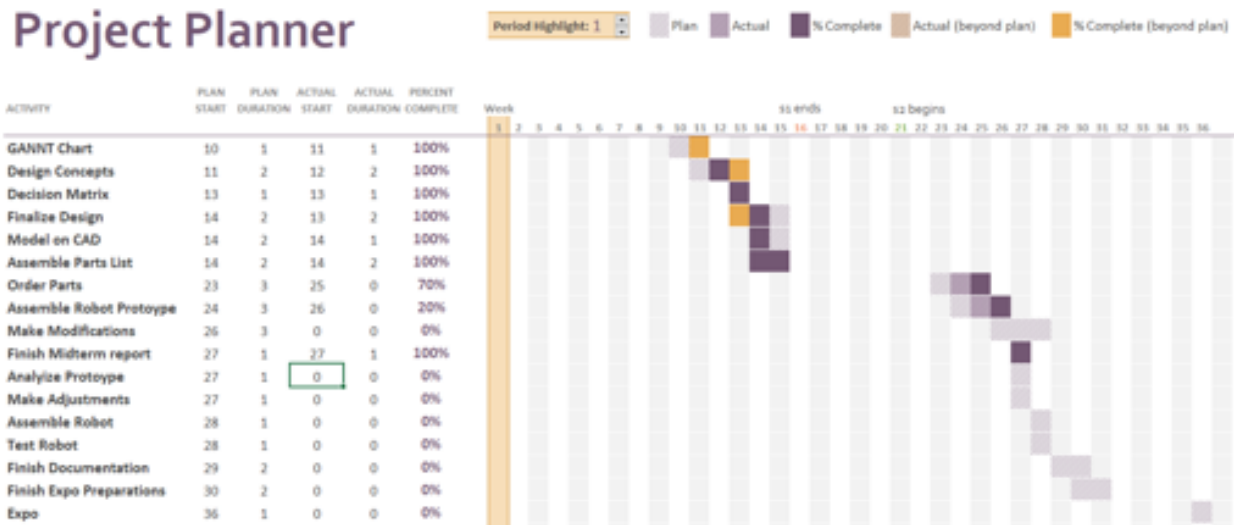 Project Planner
Period Highlight: 1 Plan Actual % Complete Actual (beyond plan) % Complete (beyond plan)
PLAN PLAN ACTUAL ACTUAL PERCENT
ACTIVITY START DURATION START DURATION COMPLETE Week s1 ends s2 begins
1 2 3 4 5 6 7 8 9 10 11 12 13 14 15 16 17 18 19 20 21 22 23 24 25 26 27 28 29 30 31 32 33 34 35 36
GANNT Chart 10 1 11 1 100%
Design Concepts 11 2 12 2 100%
Decision Matrix 13 1 13 1 100%
Finalize Design 14 2 13 2 100%
Model on CAD 14 2 14 1 100%
Assemble Parts List 14 2 14 2 100%
Order Parts 23 3 25 0 70%
Assemble Robot Protoype 24 3 26 0 20%
Make Modifications 26 3 0 0 0%
Finish Midterm report 27 1 27 1 100%
Analyize Protoype 27 1 0 0 0%
Make Adjustments 27 1 0 0 0%
Assemble Robot 28 1 0 0 0%
Test Robot 28 1 0 0 0%
Finish Documentation 29 2 0 0 0%
Finish Expo Preparations 30 2 0 0 0%
Expo 36 1 0 0 0%